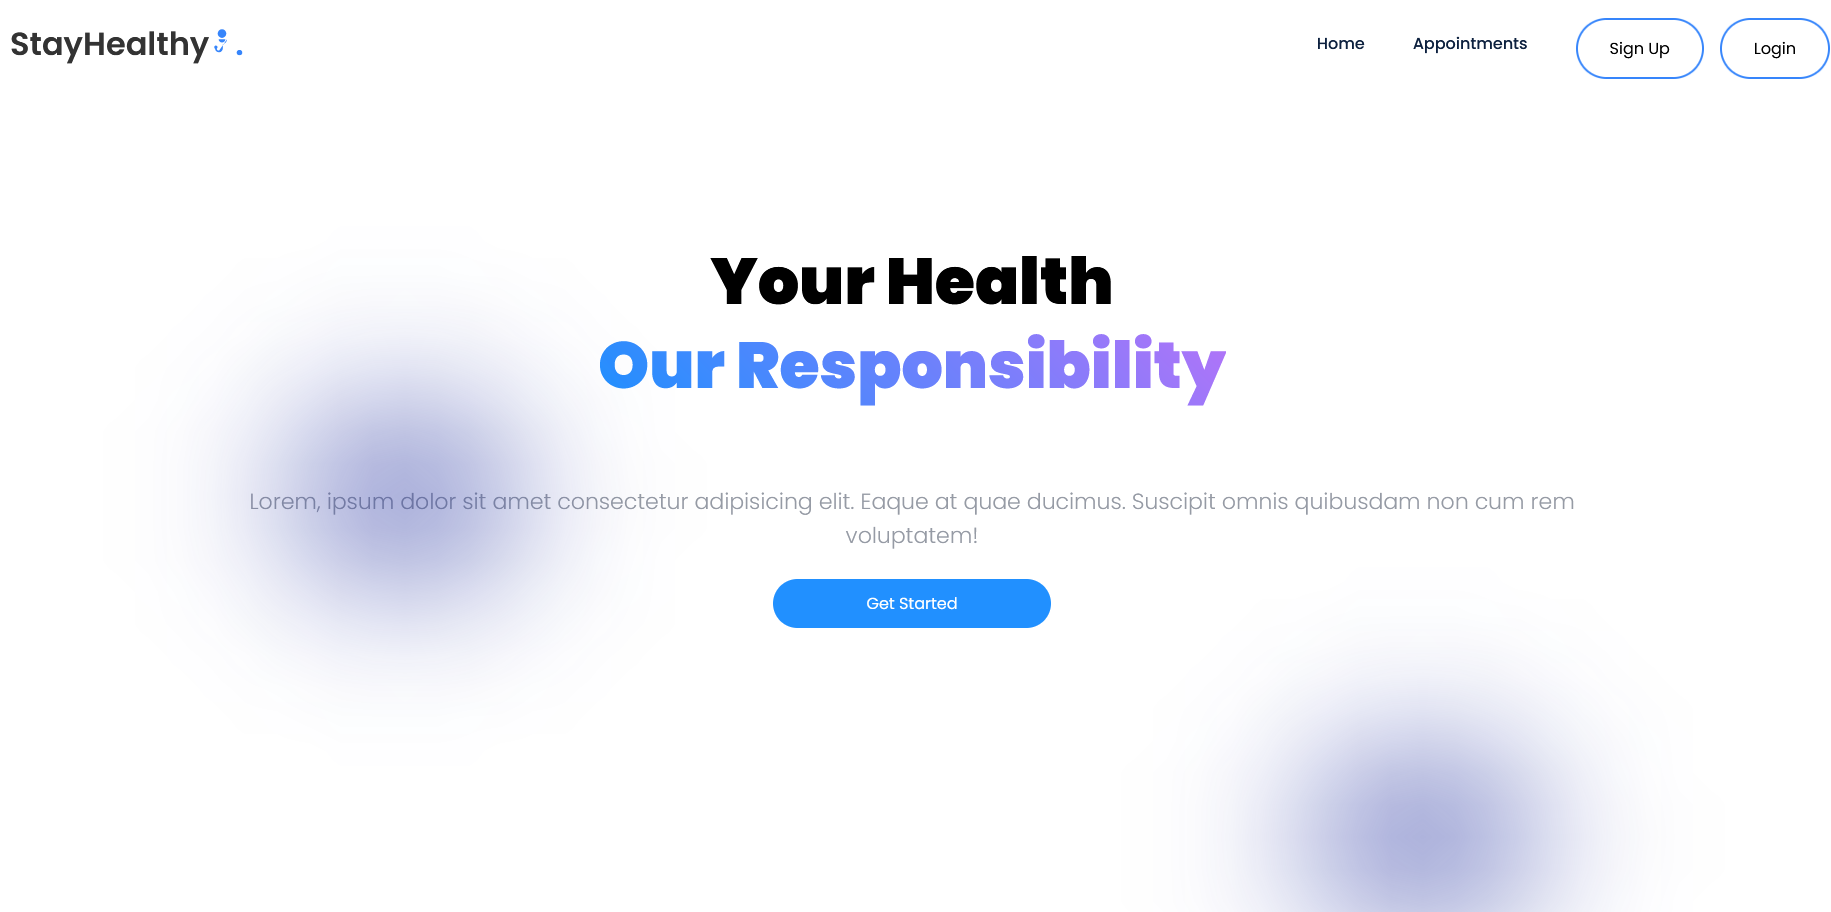 StayHealthy
Home
Appointments
Sign Up
Login
Your Health
Our Responsibility
Lorem, ipsum dolor sit amet consectetur adipisicing elit. Eaque at quae ducimus. Suscipit omnis quibusdam non cum rem
voluptatem!
Get Started